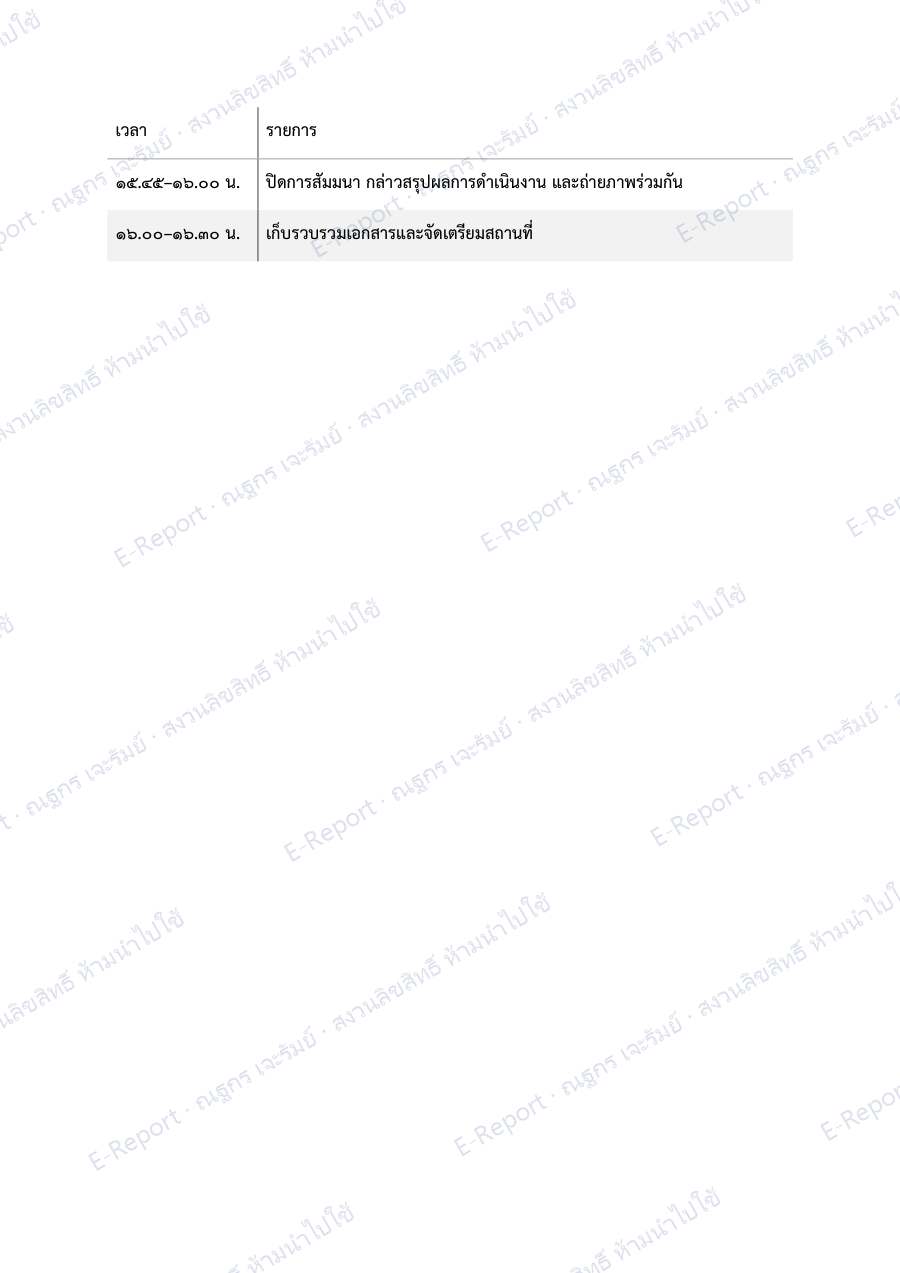 เวลา รายการ
๑๕.๔๕–๑๖.๐๐ น. ปิดการสัมมนา กล่าวสรุปผลการดำเนินงาน และถ่ายภาพร่วมกัน
๑๖.๐๐–๑๖.๓๐ น. เก็บรวบรวมเอกสารและจัดเตรียมสถานที่
E-Report · ณฐกร เจะรัมย์ · สงวนลิขสิทธิ์ ห้ามนำไปใช้